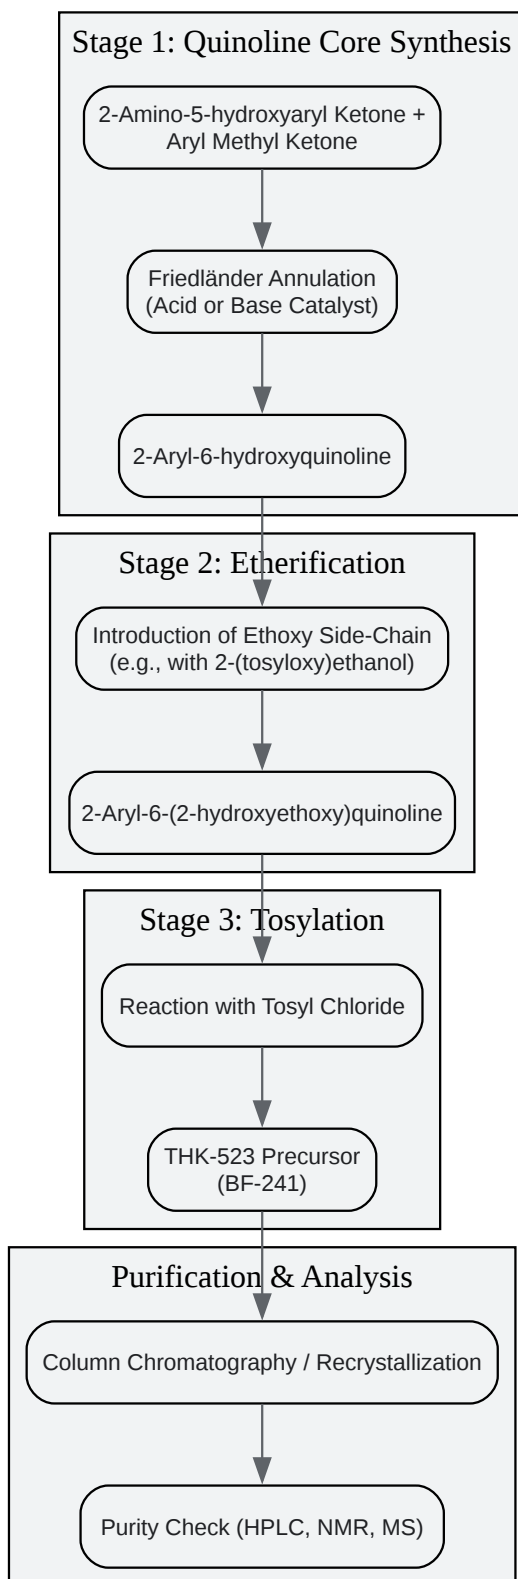 Stage 1: Quinoline Core Synthesis
2-Amino-5-hydroxyaryl Ketone +
Aryl Methyl Ketone
Friedländer Annulation
(Acid or Base Catalyst)
2-Aryl-6-hydroxyquinoline
Stage 2: Etherification
Introduction of Ethoxy Side-Chain
(e.g., with 2-(tosyloxy)ethanol)
2-Aryl-6-(2-hydroxyethoxy)quinoline
Stage 3: Tosylation
Reaction with Tosyl Chloride
THK-523 Precursor
(BF-241)
Purification & Analysis
Column Chromatography / Recrystallization
Purity Check (HPLC, NMR, MS)